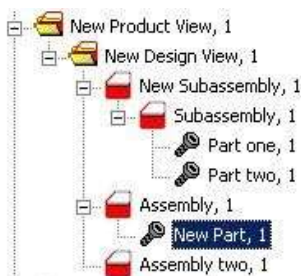 New Product View, 1
New Design View, 1
New Subassembly, 1
Subassembly, 1
Part one, 1
Part two, 1
Assembly, 1
New Part, 1
Assembly two, 1